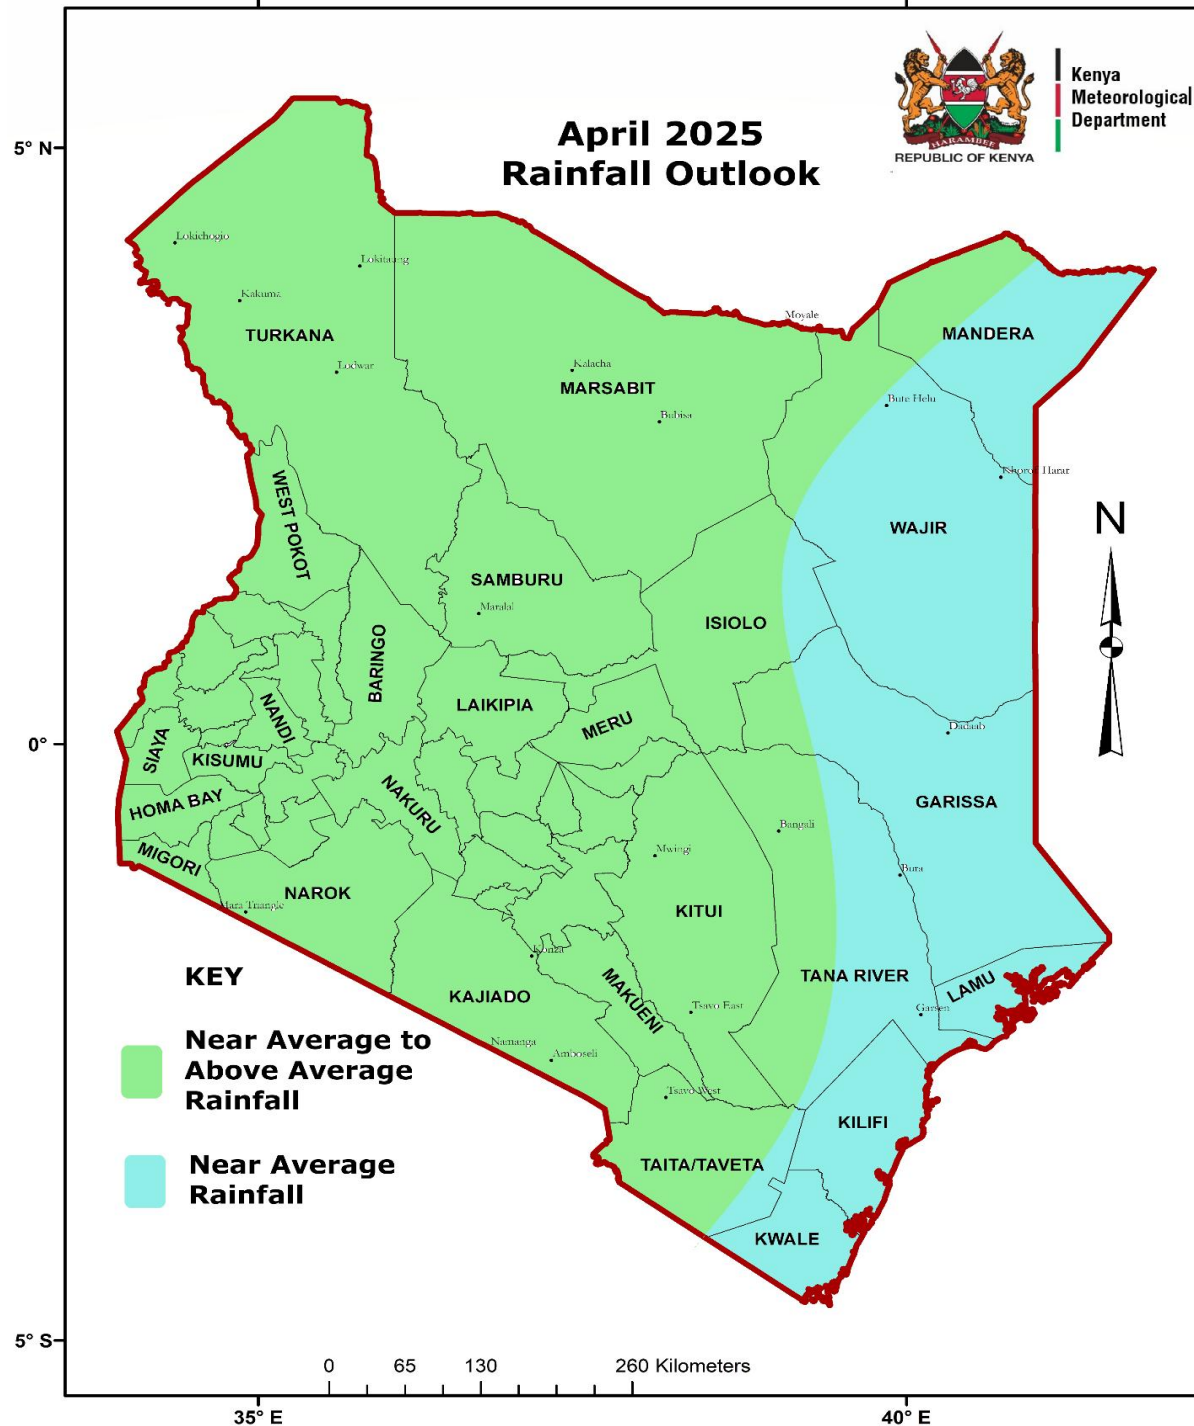 Kenya
Meteorological
Department
HARAMBEE
REPUBLIC OF KENYA
April 2025
Rainfall Outlook
5° N
Lokichogio
Lokitaung
Kakuma
TURKANA
Lodwar
Moyale
MANDERA
Kalacha
MARSABIT
Bubisa
Bute Helu
Khorof Harar
WEST POKOT
WAJIR
SAMBURU
Maralal
ISIOLO
BARINGO
LAIKIPIA
MERU
NANDI
SIAYA
KISUMU
0°
Dadaab
HOMA BAY
NAKURU
GARISSA
MIGORI
Bangali
Mwingi
Bura
NAROK
Mara Triangle
KITUI
Konza
TANA RIVER
LAMU
KAJIADO
MAKUENI
Tsavo East
Garsen
Namanga
Amboseli
Tsavo West
KILIFI
TAITA/TAVETA
KWALE
KEY
Near Average to
Above Average
Rainfall
Near Average
Rainfall
N
5° S
0 65 130 260 Kilometers
35° E
40° E